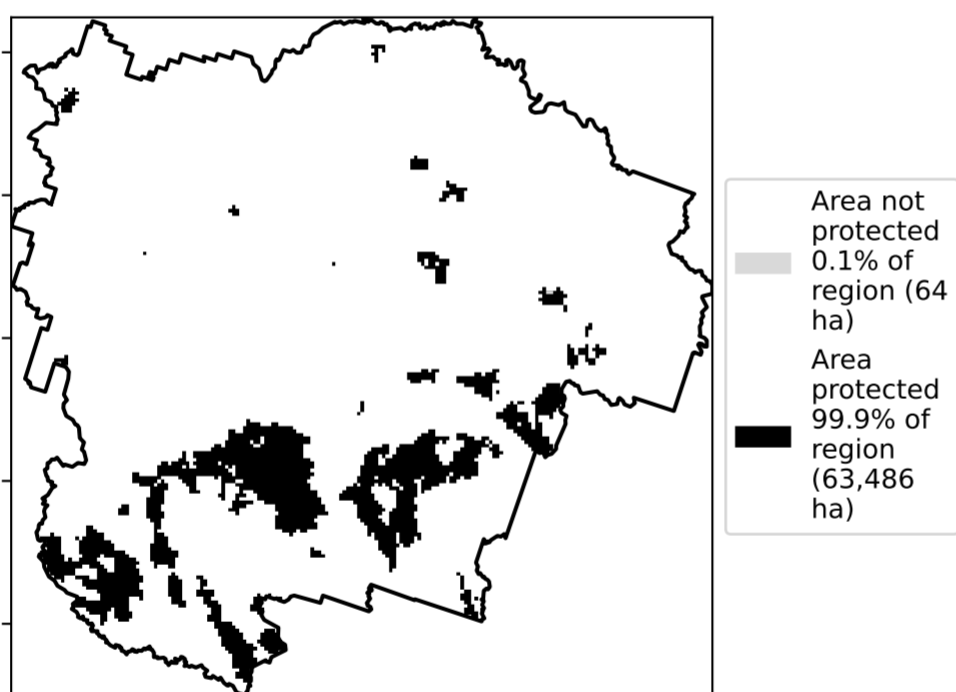 Area not
protected
0.1% of
region (64
ha)
Area
protected
99.9% of
region
(63,486
ha)